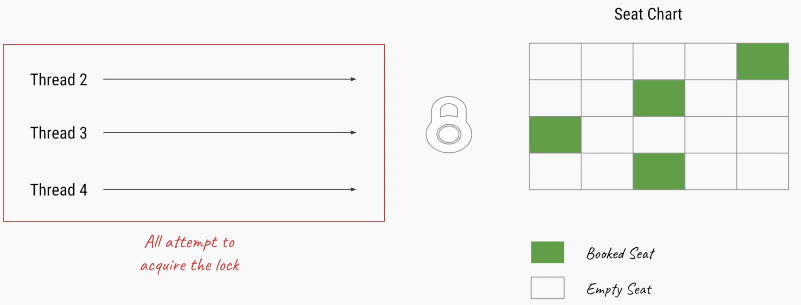 Seat Chart
Thread 2
Thread 3
Thread 4
All attempt to
acquire the lock
Booked Seat
Empty Seat